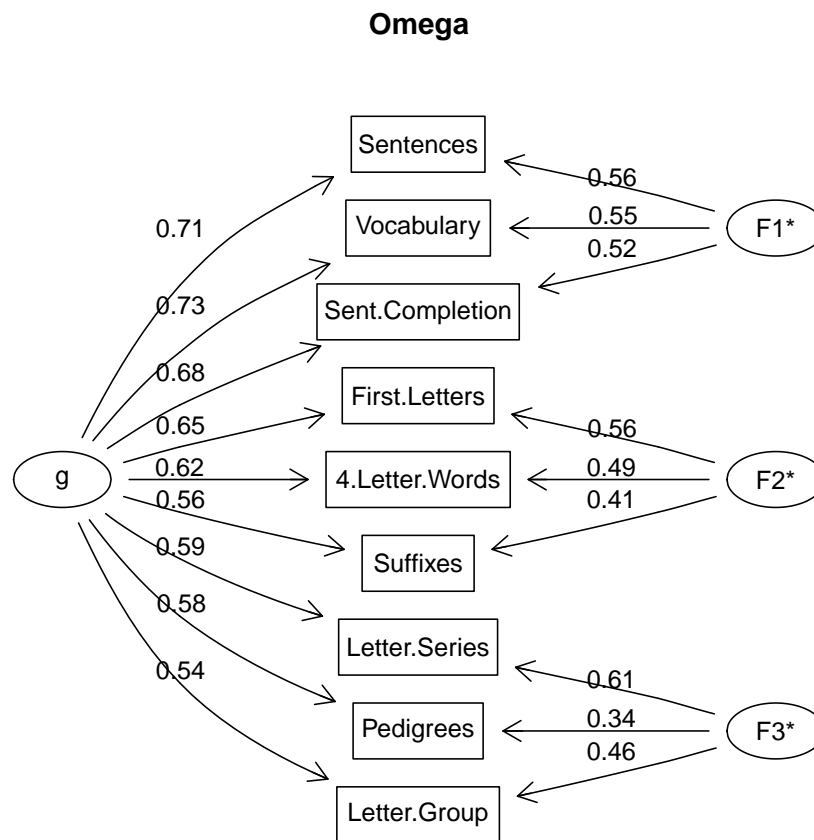 Omega
Sentences
0.56
0.71
Vocabulary
0.55
F1*
0.52
0.73
Sent.Completion
0.68
First.Letters
0.65
0.56
g
0.62
4.Letter.Words
0.49
F2*
0.56
0.41
0.59
Suffixes
0.58
Letter.Series
0.54
0.61
Pedigrees
0.34
F3*
0.46
Letter.Group